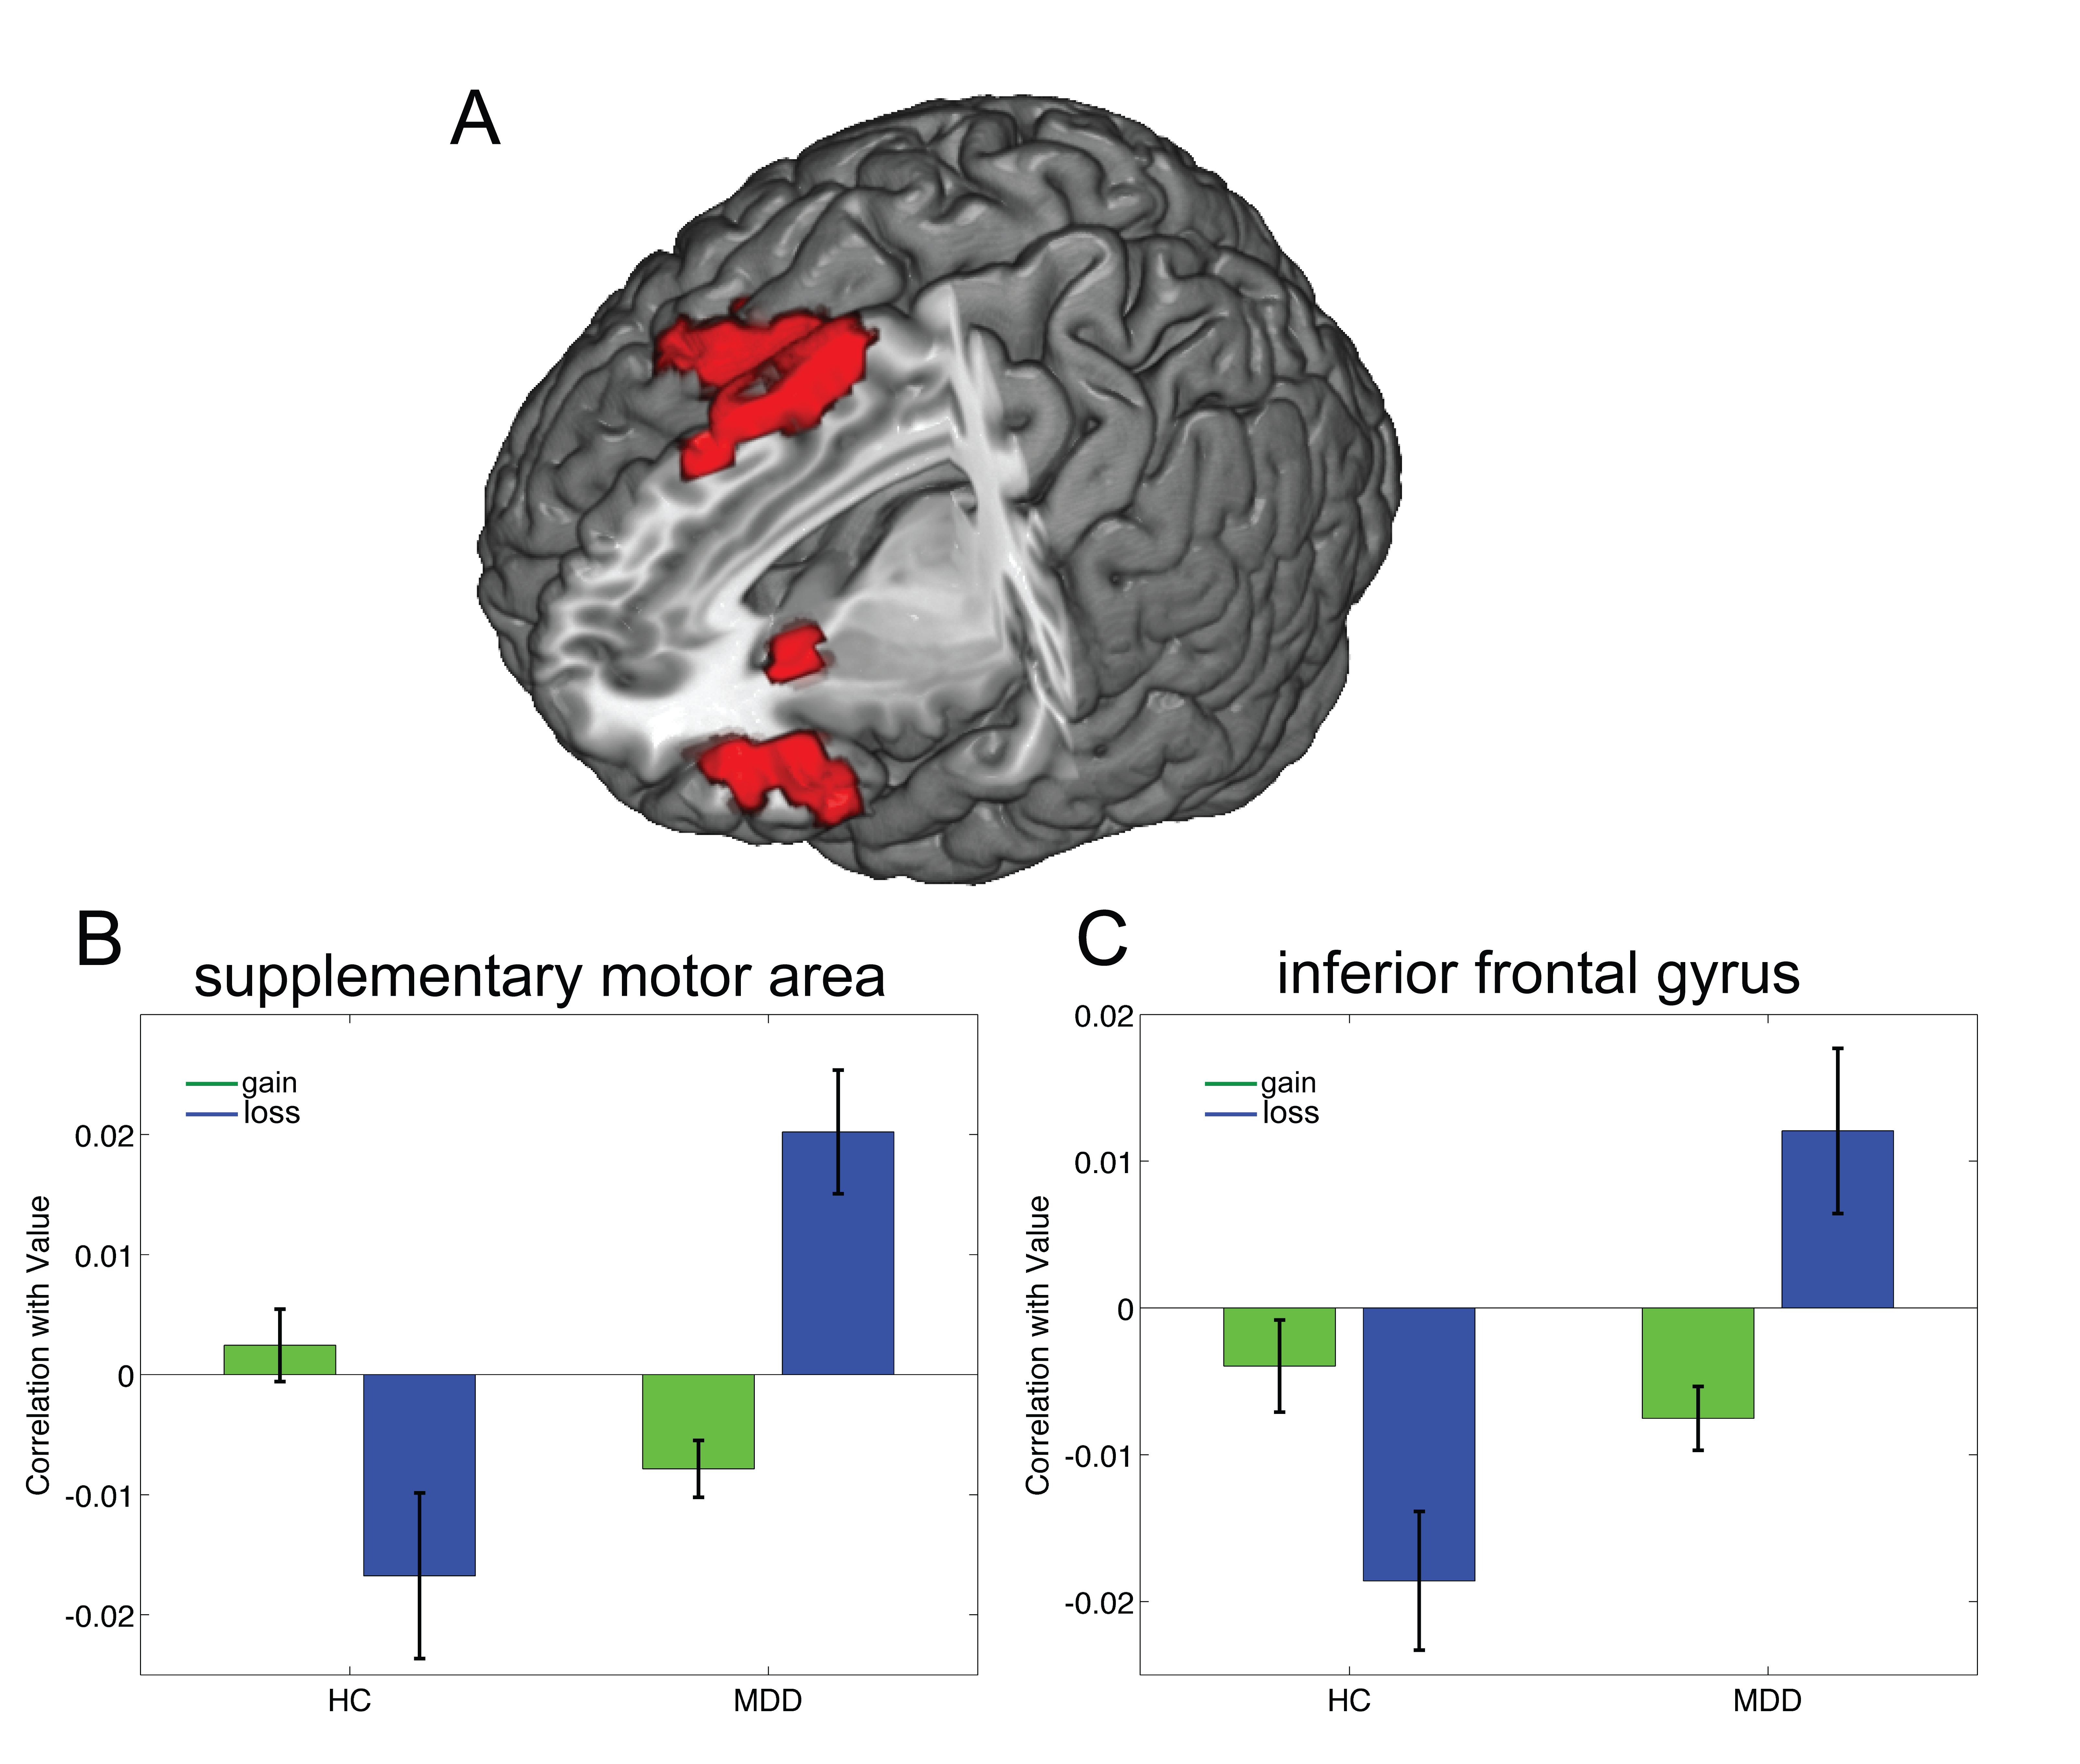 A
B
supplementary motor area
gain
loss
0.02
0.01
0
-0.01
-0.02
Correlation with Value
HC
MDD
C
inferior frontal gyrus
0.02
gain
loss
0.01
0
-0.01
-0.02
Correlation with Value
HC
MDD